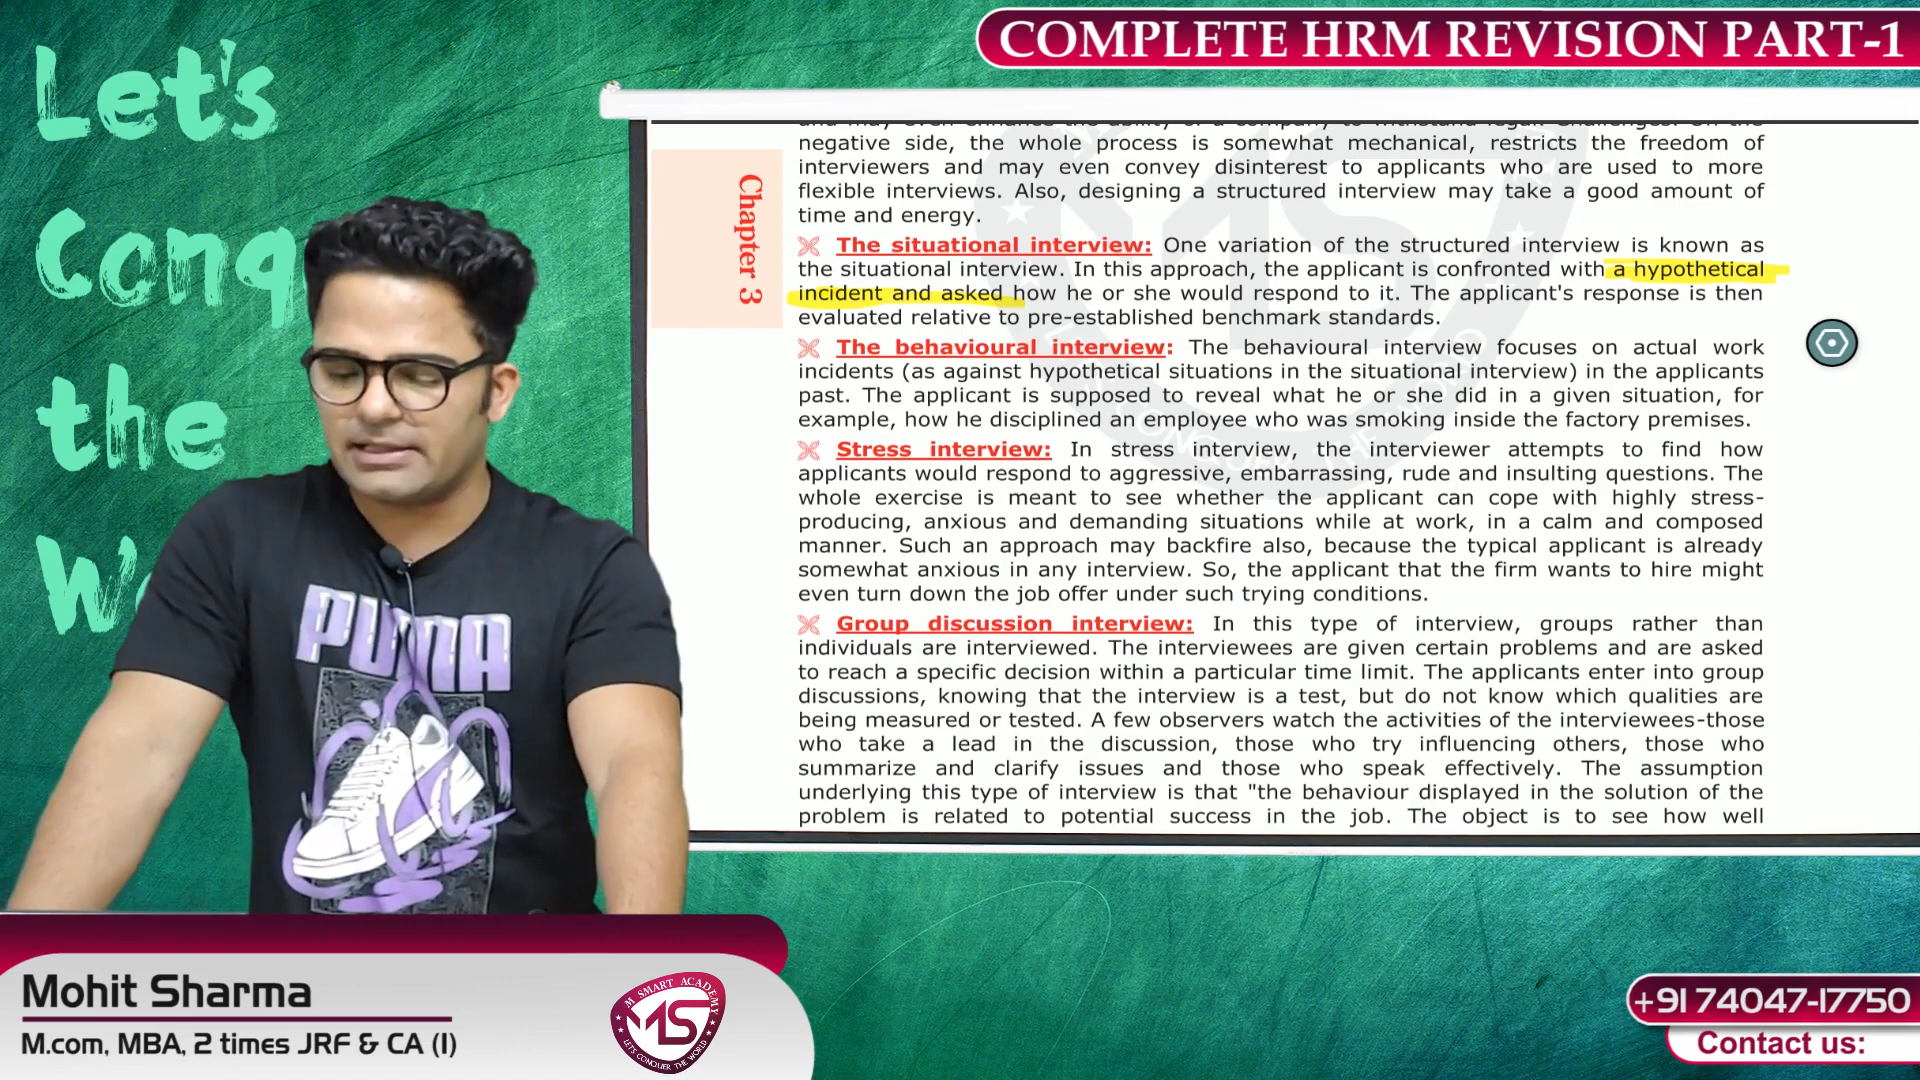 COMPLETE HRM REVISION PART-1
Let's
Conq
the
negative side, the whole process is somewhat mechanical, restricts the freedom of
interviewers and may even convey disinterest to applicants who are used to more
flexible interviews. Also, designing a structured interview may take a good amount of
time and energy.
Chapter 3
The situational interview: One variation of the structured interview is known as
the situational interview. In this approach, the applicant is confronted with a hypothetical
incident and asked how he or she would respond to it. The applicant's response is then
evaluated relative to pre-established benchmark standards.
The behavioural interview: The behavioural interview focuses on actual work
incidents (as against hypothetical situations in the situational interview) in the applicants
past. The applicant is supposed to reveal what he or she did in a given situation, for
example, how he disciplined an employee who was smoking inside the factory premises.
Stress interview: In stress interview, the interviewer attempts to find how
applicants would respond to aggressive, embarrassing, rude and insulting questions. The
whole exercise is meant to see whether the applicant can cope with highly stress-
producing, anxious and demanding situations while at work, in a calm and composed
manner. Such an approach may backfire also, because the typical applicant is already
somewhat anxious in any interview. So, the applicant that the firm wants to hire might
even turn down the job offer under such trying conditions.
Group discussion interview: In this type of interview, groups rather than
individuals are interviewed. The interviewees are given certain problems and are asked
to reach a specific decision within a particular time limit. The applicants enter into group
discussions, knowing that the interview is a test, but do not know which qualities are
being measured or tested. A few observers watch the activities of the interviewees-those
who take a lead in the discussion, those who try influencing others, those who
summarize and clarify issues and those who speak effectively. The assumption
underlying this type of interview is that "the behaviour displayed in the solution of the
problem is related to potential success in the job. The object is to see how well
PUMA
Mohit Sharma
M.com, MBA, 2 times JRF & CA (I)
M SMART ACADEMY
MS
LET'S CONQUER THE WORLD
+91 74047-17750
Contact us: